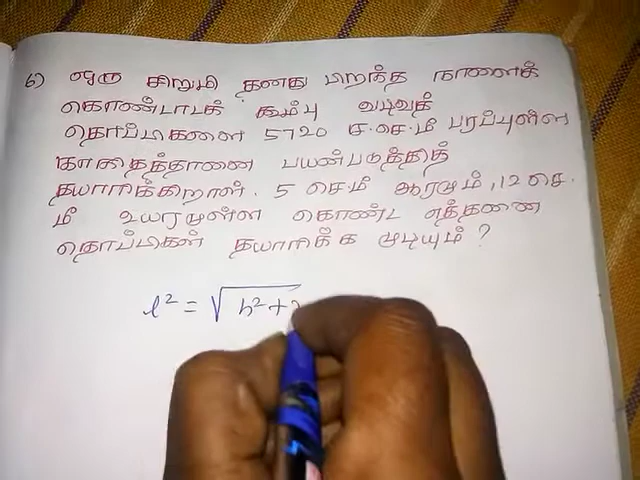 6) ஒரு சிறுமி தனது பிறந்த நாளைக்
கொண்டாடக் கூம்பு வடிவத்
தொப்பிகளை 5720 ச.செ.மீ பரப்புள்ள
காகிதத்தானை பயன்படுத்தித்
தயாரிக்கிறாள். 5 செ.மீ ஆரமும், 12 செ.
மீ உயரமுள்ள கொண்ட எத்தனை
தொப்பிகள் தயாரிக்க முடியும் ?
l² = √h² +